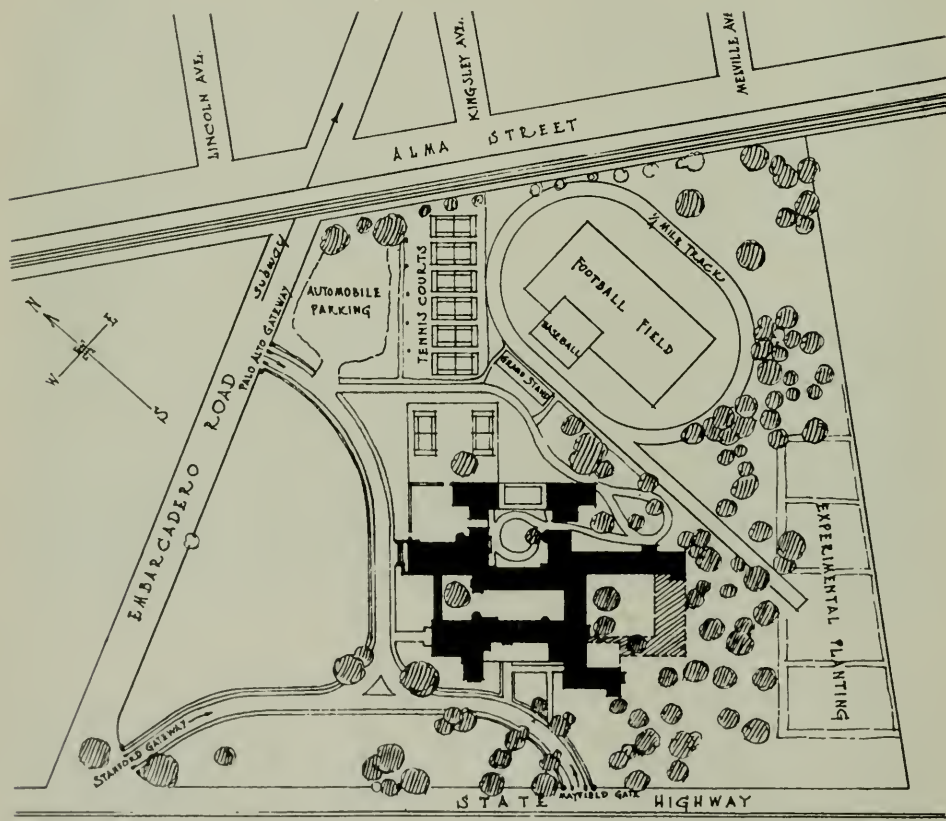 LINCOLN AVE.
KINGSLEY AVE.
MELVILLE AVE
ALMA STREET
SUBWAY
PALO ALTO GATEWAY
AUTOMOBILE
PARKING
TENNIS COURTS
1/4 MILE TRACK
FOOTBALL FIELD
BASEBALL
GRAND STAND
N
E
W
S
EMBARCADERO ROAD
EXPERIMENTAL PLANTING
STANFORD GATEWAY
MAYFIELD GATE
STATE HIGHWAY